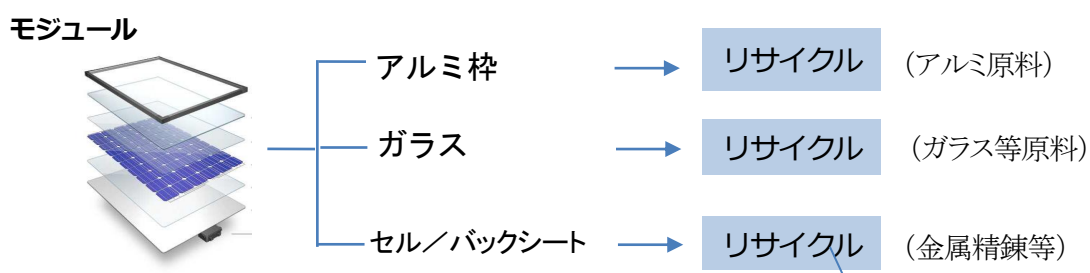 モジュール
アルミ枠 リサイクル (アルミ原料)
ガラス リサイクル (ガラス等原料)
セル／バックシート リサイクル (金属精錬等)